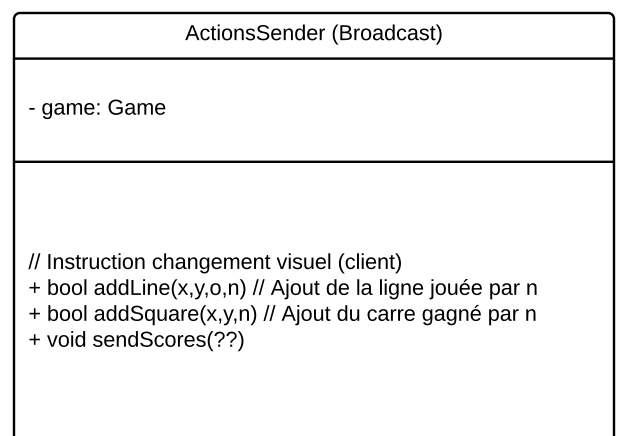 ActionsSender (Broadcast)
- game: Game
// Instruction changement visuel (client)
+ bool addLine(x,y,o,n) // Ajout de la ligne jouée par n
+ bool addSquare(x,y,n) // Ajout du carre gagné par n
+ void sendScores(??)